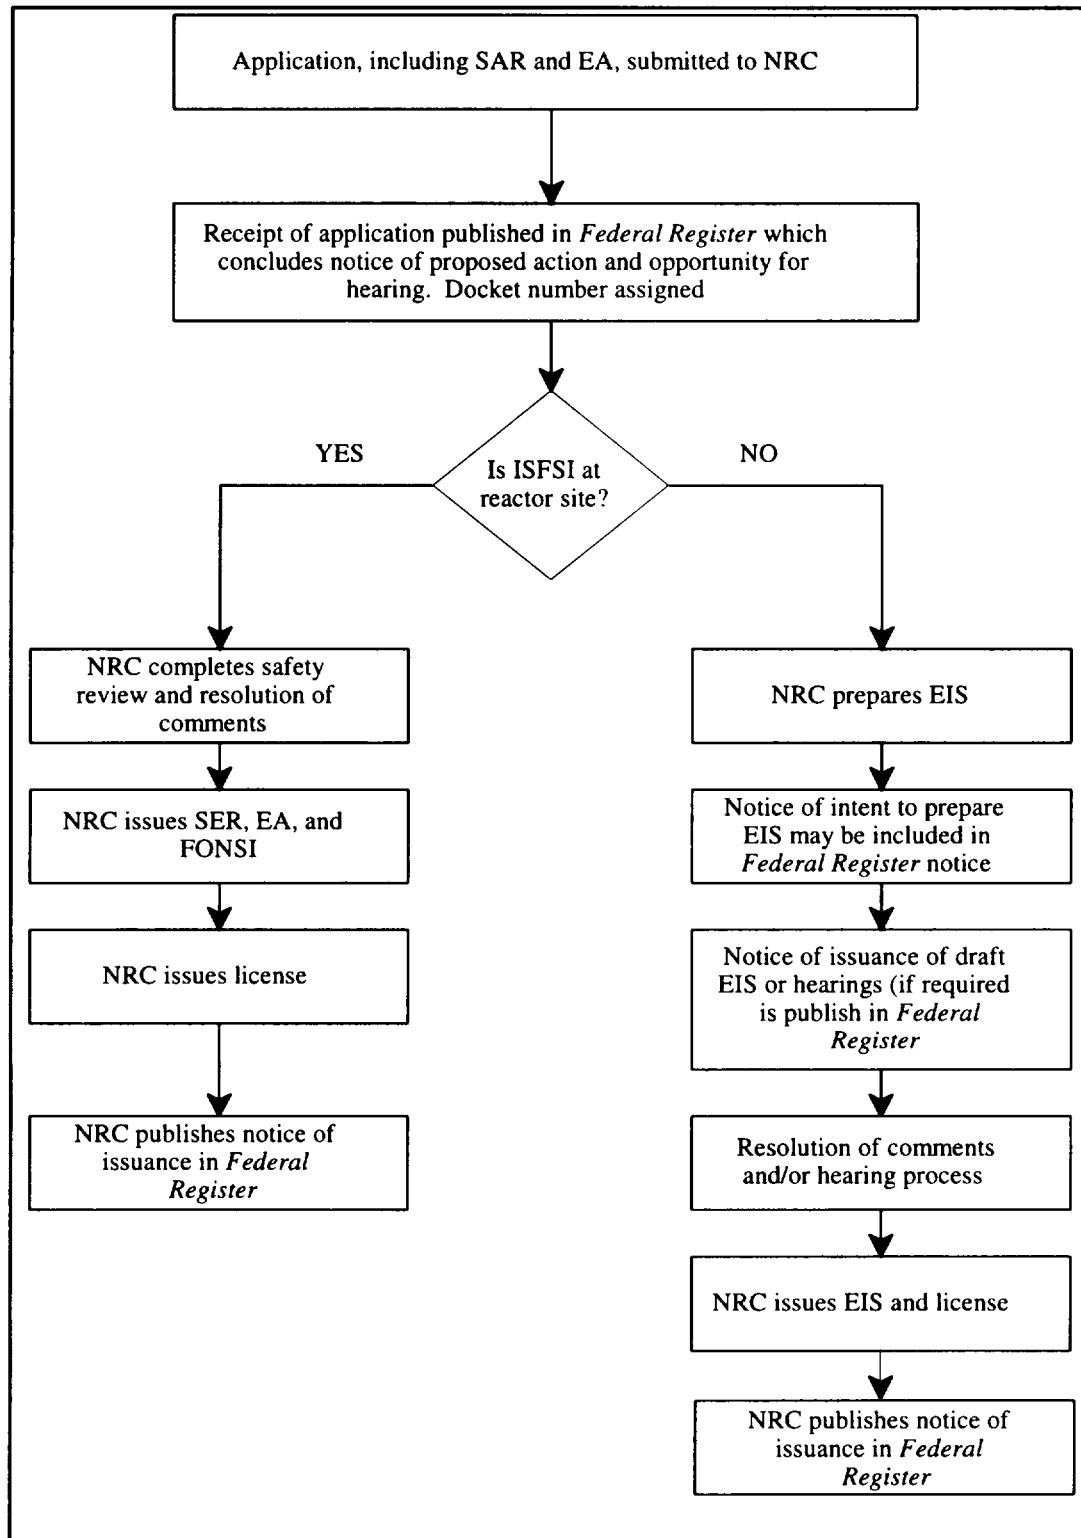 Application, including SAR and EA, submitted to NRC
Receipt of application published in Federal Register which
concludes notice of proposed action and opportunity for
hearing. Docket number assigned
YES
NO
Is ISFSI at
reactor site?
NRC completes safety
review and resolution of
comments
NRC issues SER, EA, and
FONSI
NRC issues license
NRC publishes notice of
issuance in Federal
Register
NRC prepares EIS
Notice of intent to prepare
EIS may be included in
Federal Register notice
Notice of issuance of draft
EIS or hearings (if required
is publish in Federal
Register
Resolution of comments
and/or hearing process
NRC issues EIS and license
NRC publishes notice of
issuance in Federal
Register